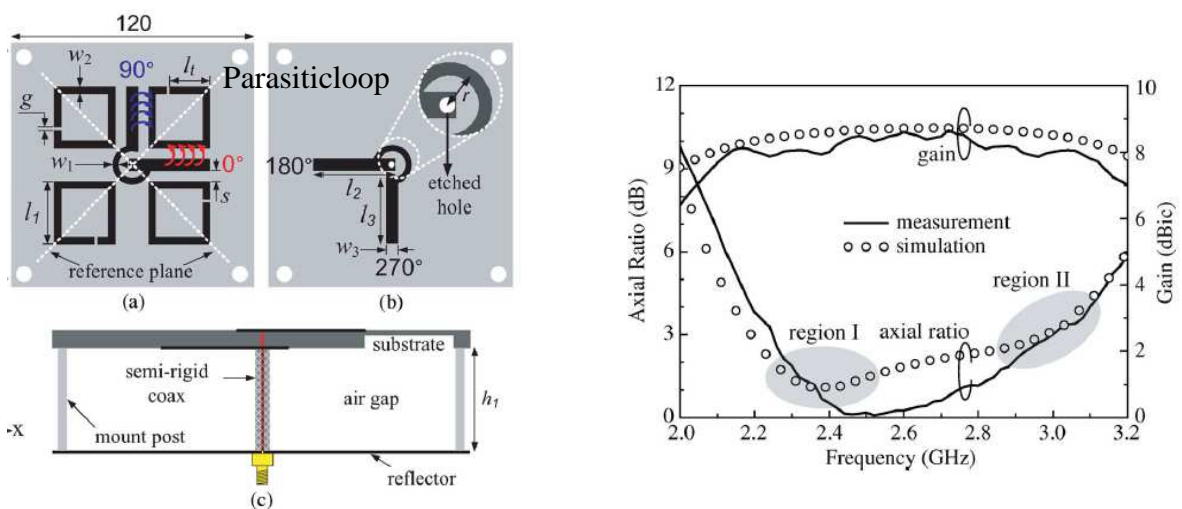 120
w2
90°
lt
Parasiticloop
g
r
w1
0°
180°
l2
etched
hole
s
l1
l3
w3
reference plane
270°
(a)
(b)
substrate
semi-rigid
coax
air gap
h1
-x
mount post
reflector
(c)
12
10
9
8
gain
6
6
measurement
simulation
region II
4
region I
axial ratio
3
2
0
0
2.0
2.2
2.4
2.6
2.8
3.0
3.2
Axial Ratio (dB)
Gain (dBic)
Frequency (GHz)